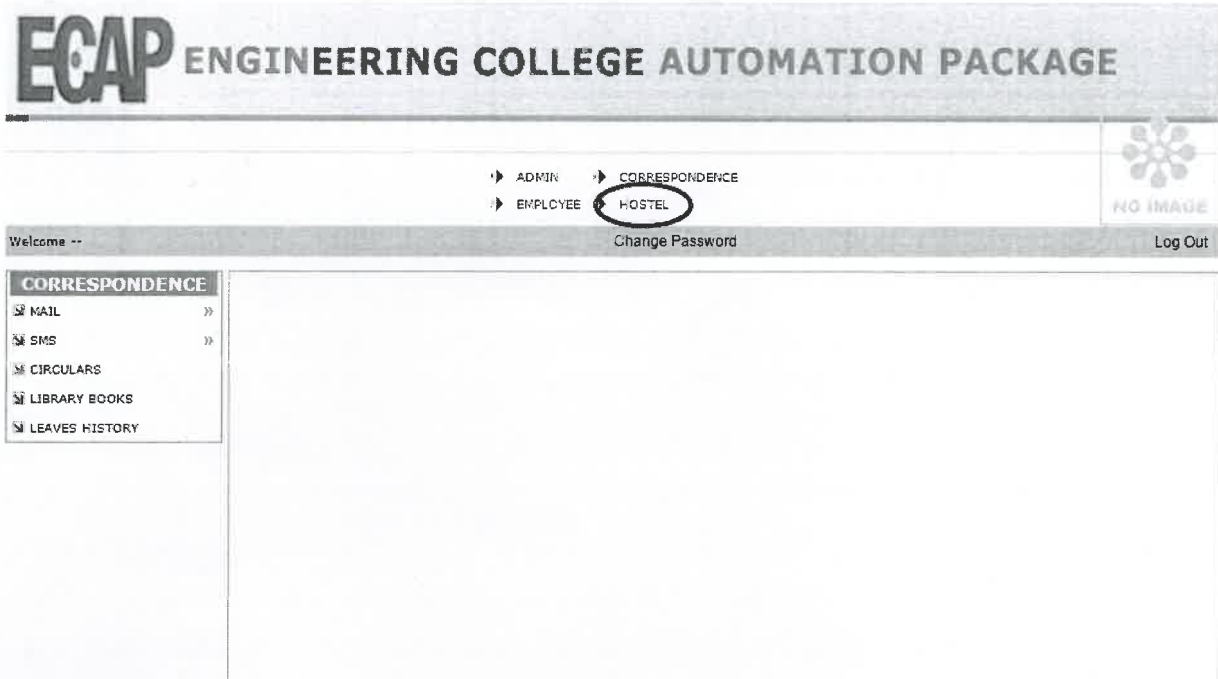 ECAP ENGINEERING COLLEGE AUTOMATION PACKAGE
ADMIN CORRESPONDENCE
EMPLOYEE HOSTEL
NO IMAGE
Welcome -- Change Password Log Out
CORRESPONDENCE
MAIL »
SMS »
CIRCULARS
LIBRARY BOOKS
LEAVES HISTORY